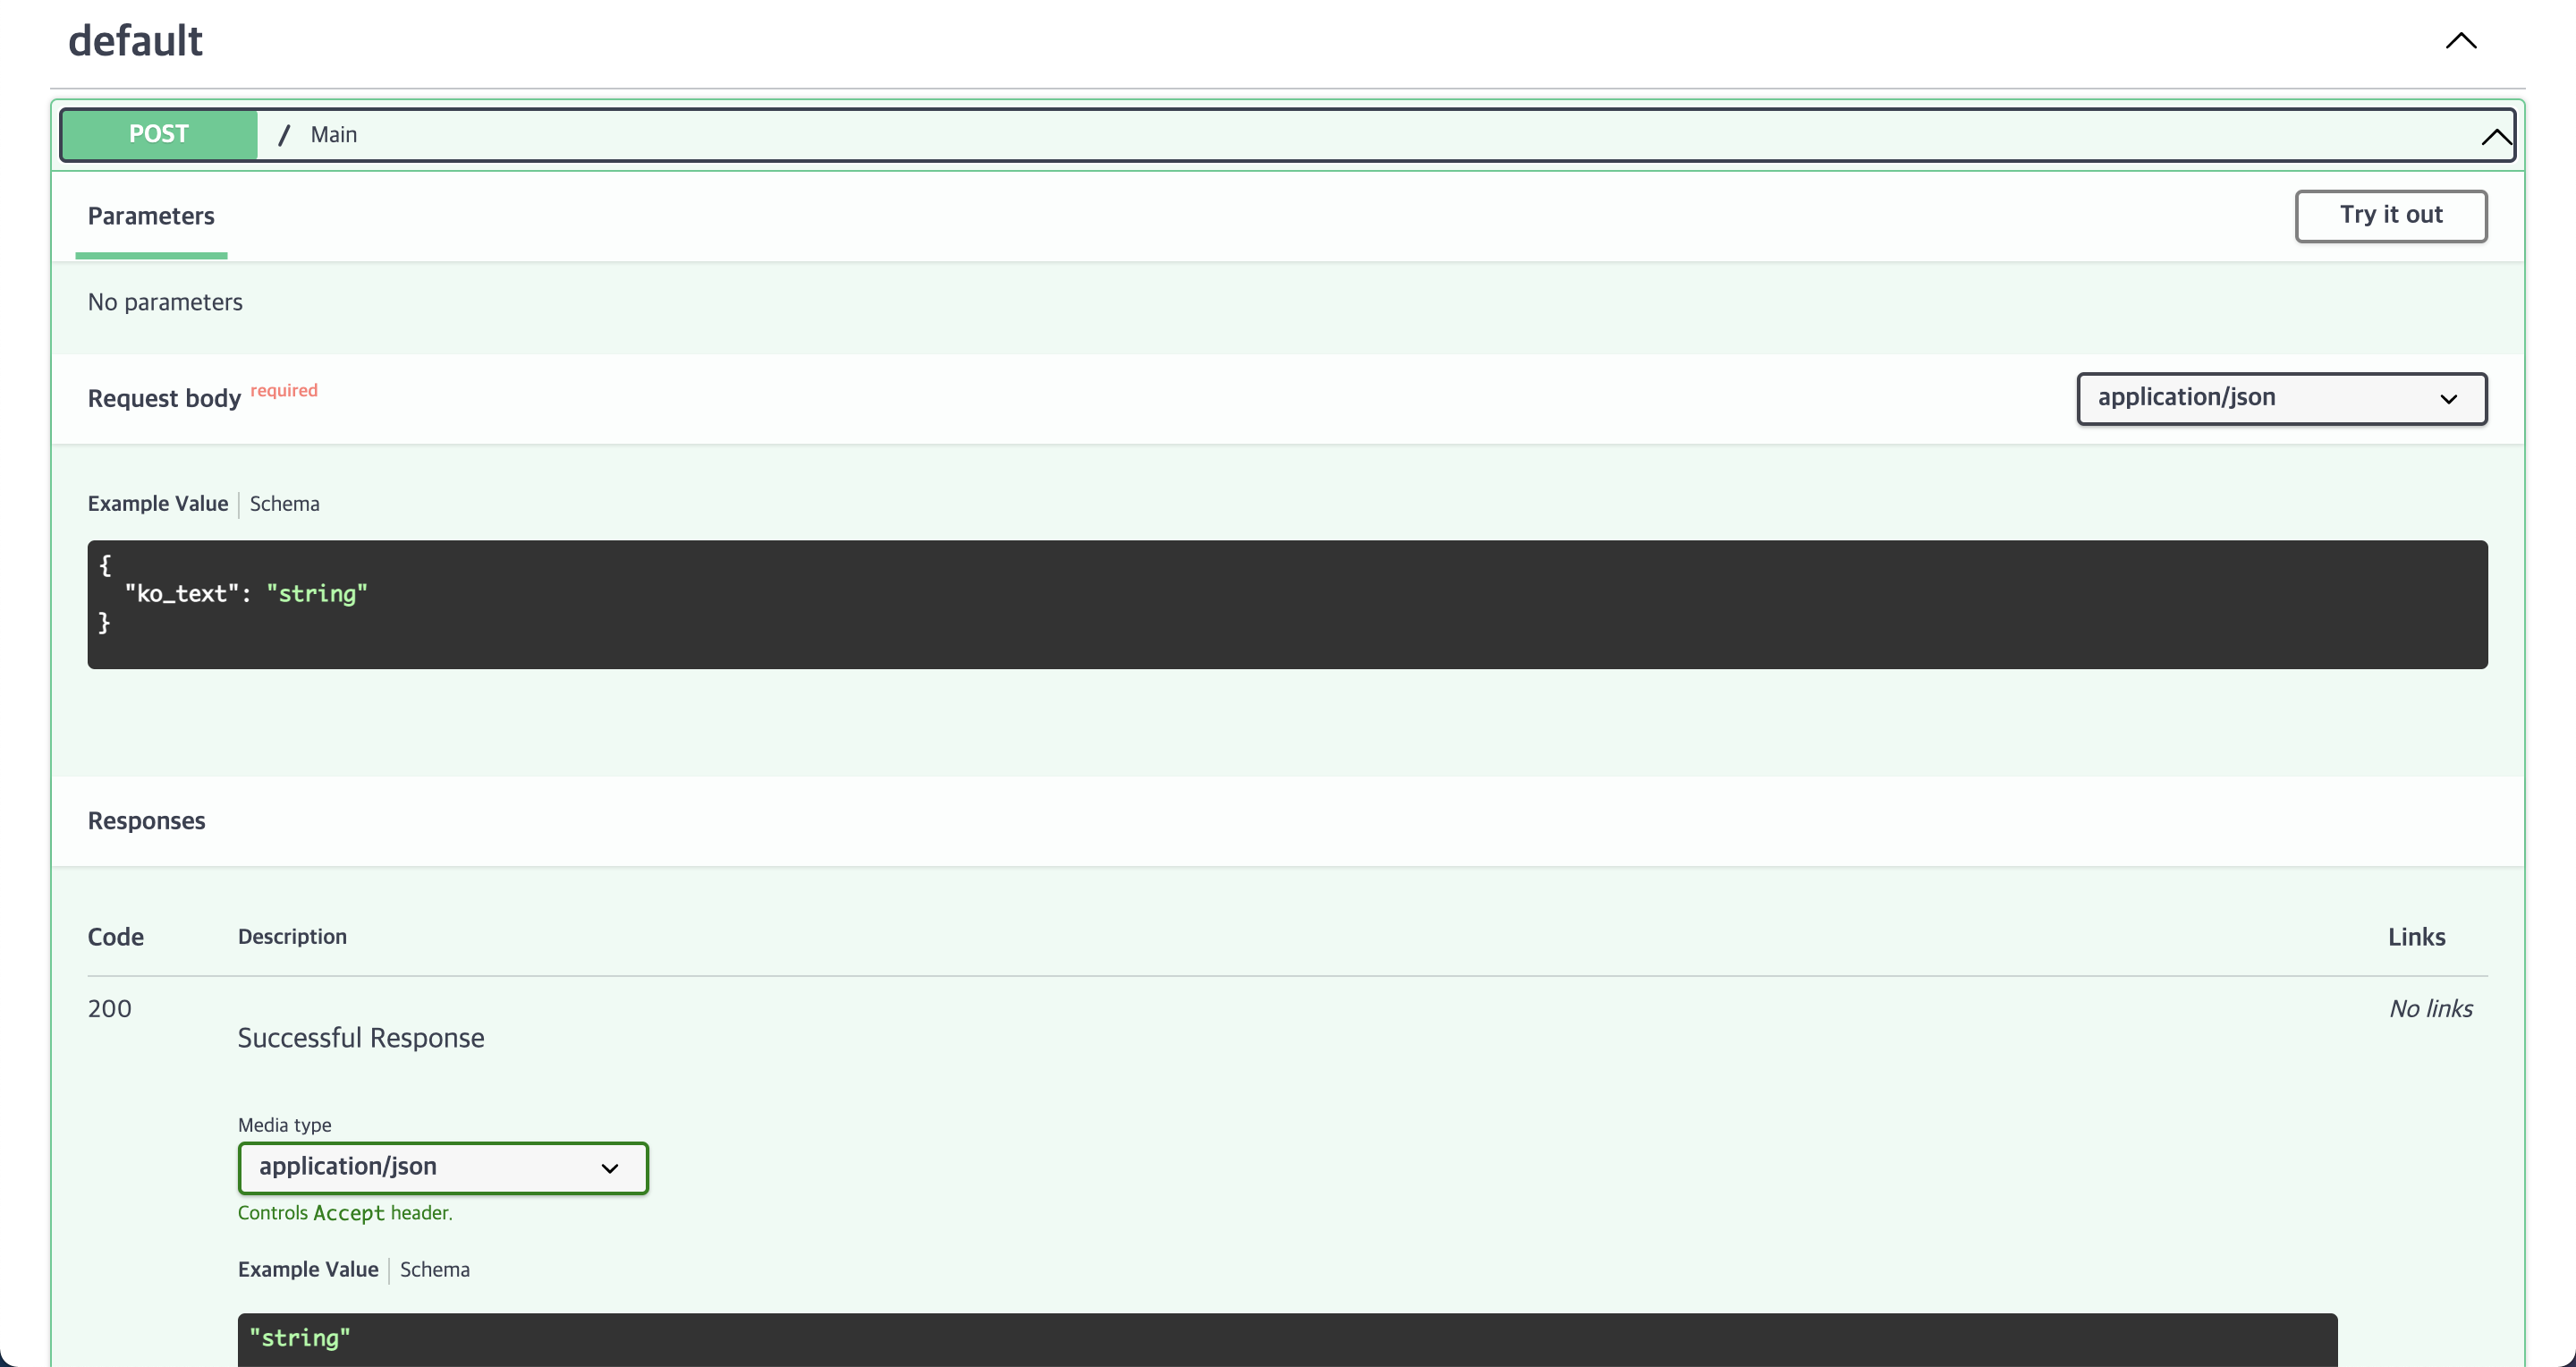 default
POST / Main
Parameters
Try it out
No parameters
Request body required
application/json
Example Value Schema
{
"ko_text": "string"
}
Responses
Code Description Links
200 No links
Successful Response
Media type
application/json
Controls Accept header.
Example Value Schema
"string"